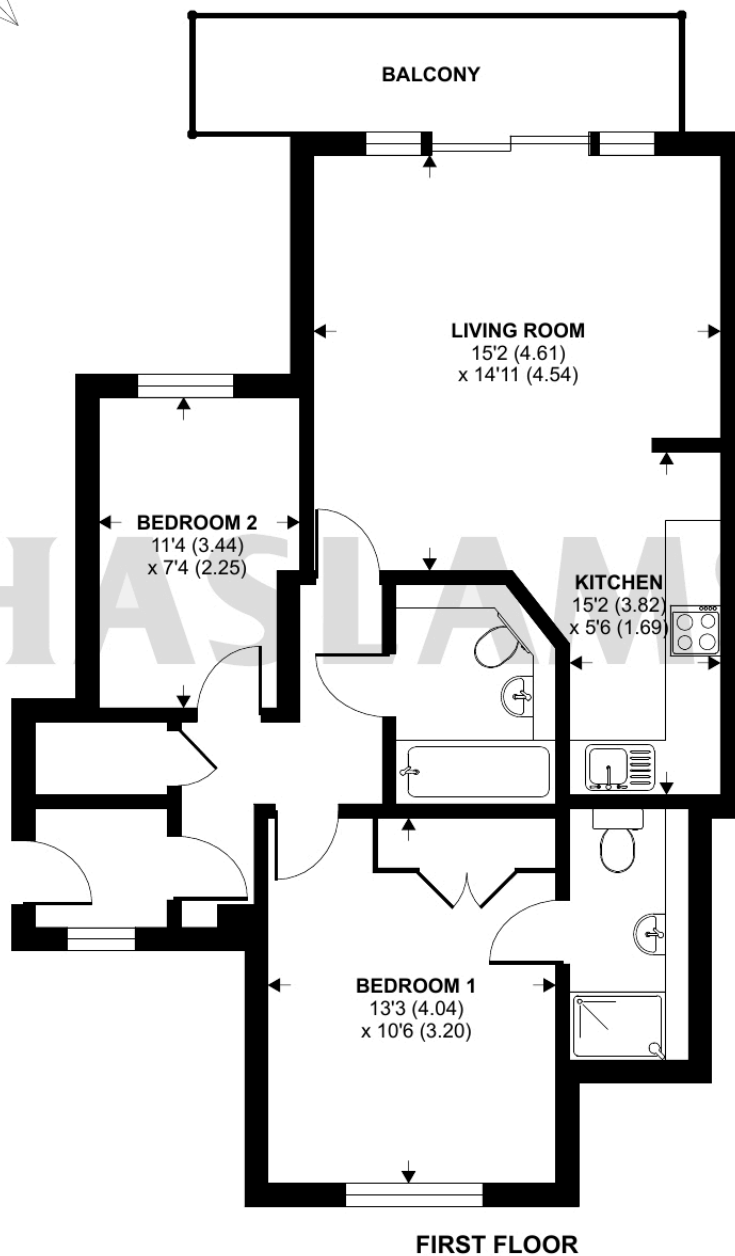 BALCONY
LIVING ROOM
15'2 (4.61)
x 14'11 (4.54)
BEDROOM 2
11'4 (3.44)
x 7'4 (2.25)
KITCHEN
15'2 (3.82)
x 5'6 (1.69)
HASLAMS
BEDROOM 1
13'3 (4.04)
x 10'6 (3.20)
FIRST FLOOR